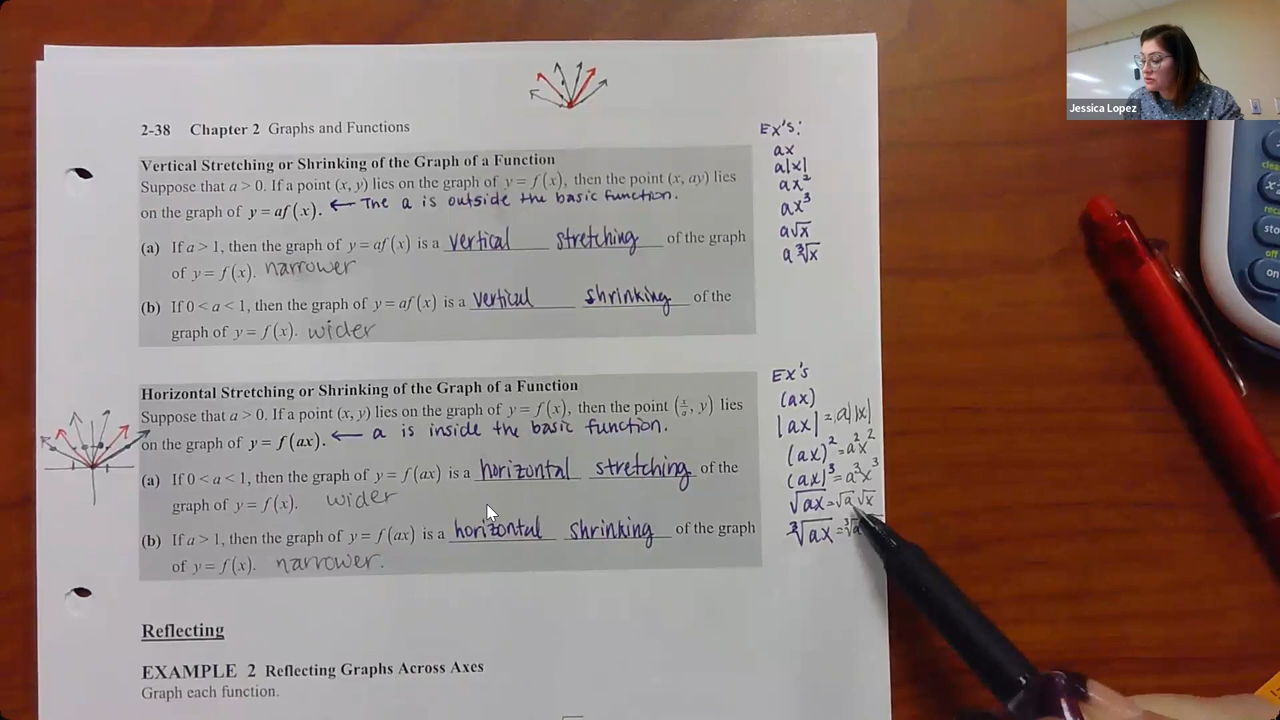 Jessica Lopez
2-38 Chapter 2 Graphs and Functions
Vertical Stretching or Shrinking of the Graph of a Function
Suppose that a > 0. If a point (x, y) lies on the graph of y = f(x), then the point (x, ay) lies
on the graph of y = af(x). ← The a is outside the basic function.
(a) If a > 1, then the graph of y = af(x) is a vertical stretching of the graph
of y = f(x). narrower
(b) If 0 < a < 1, then the graph of y = af(x) is a vertical shrinking of the
graph of y = f(x). wider
Ex's:
ax
a|x|
ax²
ax³
a√x
a∛x
Horizontal Stretching or Shrinking of the Graph of a Function
Suppose that a > 0. If a point (x, y) lies on the graph of y = f(x), then the point (x/a, y) lies
on the graph of y = f(ax). ← a is inside the basic function.
(a) If 0 < a < 1, then the graph of y = f(ax) is a horizontal stretching of the
graph of y = f(x). wider
(b) If a > 1, then the graph of y = f(ax) is a horizontal shrinking of the graph
of y = f(x). narrower.
Ex's
(ax)
|ax| = a|x|
(ax)² = a²x²
(ax)³ = a³x³
√ax = √a √x
∛ax = ∛a
Reflecting
EXAMPLE 2 Reflecting Graphs Across Axes
Graph each function.
on